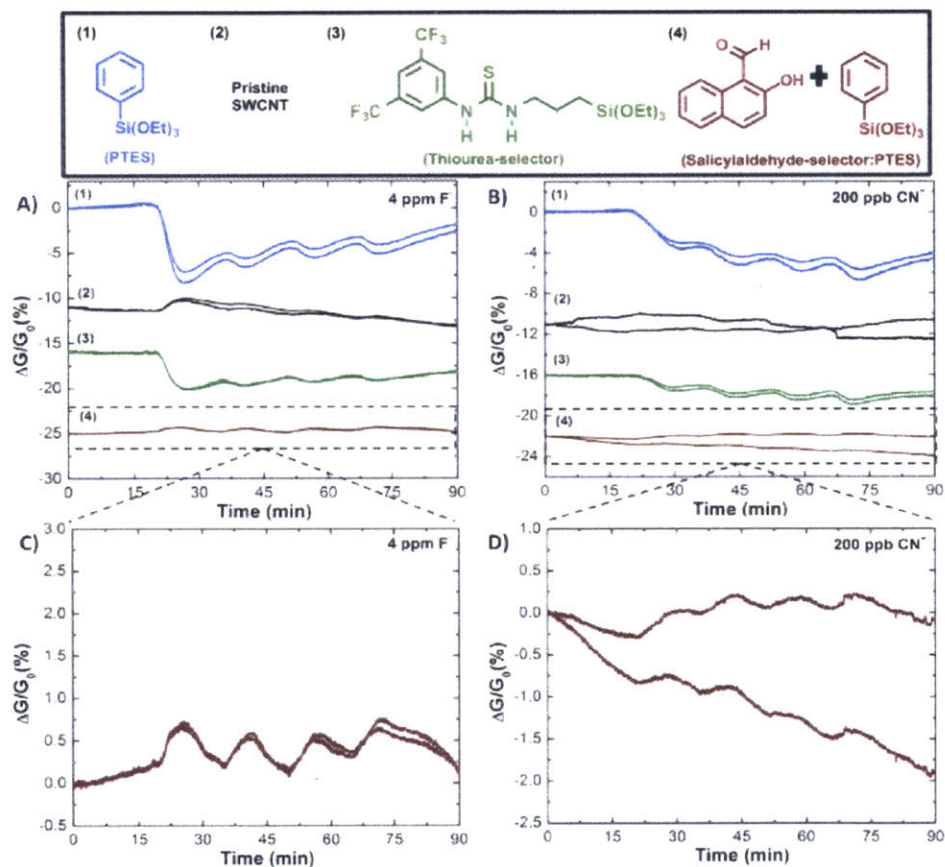 (1)
(2)
(3)
(4)
Si(OEt)3
(PTES)
Pristine
SWCNT
CF3
F3C
S
N
H
N
H
Si(OEt)3
(Thiourea-selector)
O
H
OH
+
Si(OEt)3
(Salicylaldehyde-selector:PTES)
A)
4 ppm F-
(1)
(2)
(3)
(4)
ΔG/G0(%)
0
-5
-10
-15
-20
-25
-30
0 15 30 45 60 75 90
Time (min)
B)
200 ppb CN-
(1)
(2)
(3)
(4)
ΔG/G0(%)
0
-4
-8
-12
-16
-20
-24
0 15 30 45 60 75 90
Time (min)
C)
4 ppm F-
ΔG/G0(%)
3.0
2.5
2.0
1.5
1.0
0.5
0.0
-0.5
0 15 30 45 60 75 90
Time (min)
D)
200 ppb CN-
ΔG/G0(%)
1.0
0.5
0.0
-0.5
-1.0
-1.5
-2.0
0 15 30 45 60 75 90
Time (min)